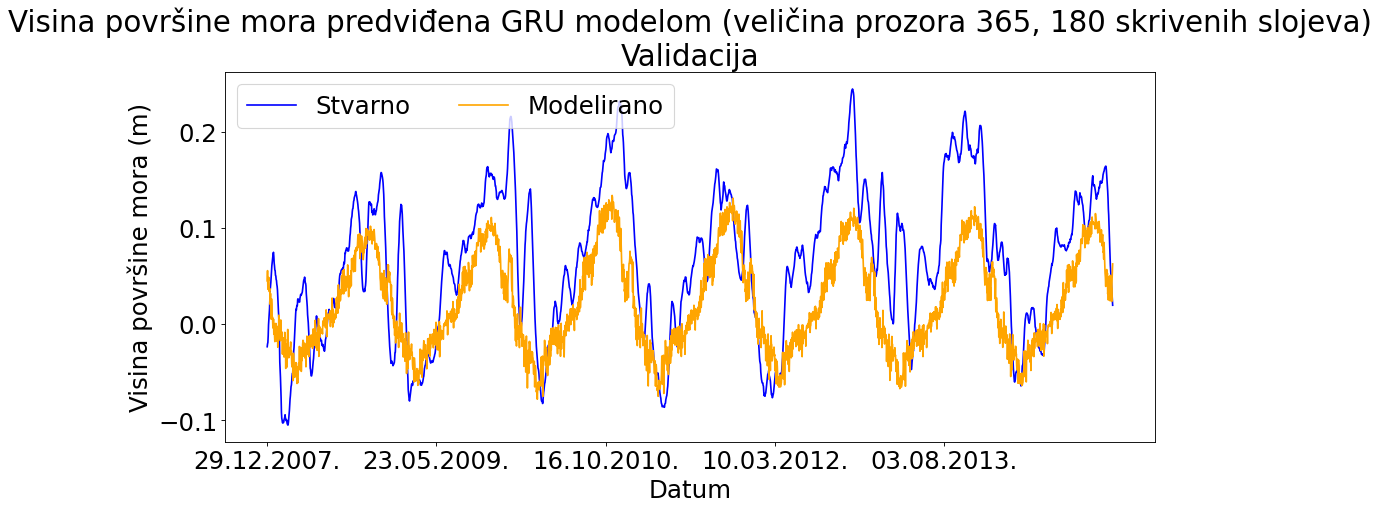 Visina površine mora predviđena GRU modelom (veličina prozora 365, 180 skrivenih slojeva)
Validacija
Stvarno
Modelirano
Visina površine mora (m)
0.2
0.1
0.0
−0.1
29.12.2007.
23.05.2009.
16.10.2010.
10.03.2012.
03.08.2013.
Datum